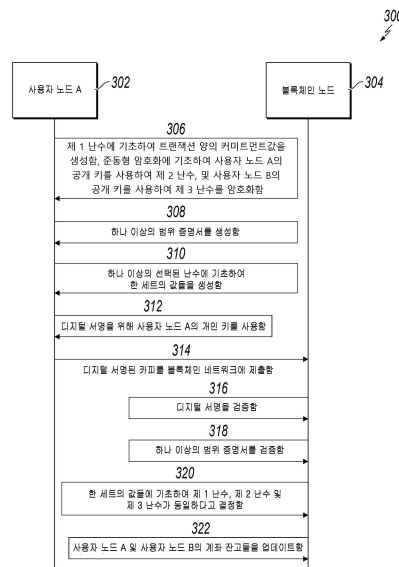 300
사용자 노드 A
302
블록체인 노드
304
306
제 1 난수에 기초하여 트랜잭션 양의 커미트먼트값을
생성함, 준동형 암호화에 기초하여 사용자 노드 A의
공개 키를 사용하여 제 2 난수, 및 사용자 노드 B의
공개 키를 사용하여 제 3 난수를 암호화함
308
하나 이상의 범위 증명서를 생성함
310
하나 이상의 선택된 난수에 기초하여
한 세트의 값들을 생성함
312
디지털 서명을 위해 사용자 노드 A의 개인 키를 사용함
314
디지털 서명된 카피를 블록체인 네트워크에 제출함
316
디지털 서명을 검증함
318
하나 이상의 범위 증명서를 검증함
320
한 세트의 값들에 기초하여 제 1 난수, 제 2 난수 및
제 3 난수가 동일하다고 결정함
322
사용자 노드 A 및 사용자 노드 B의 계좌 잔고들을 업데이트함